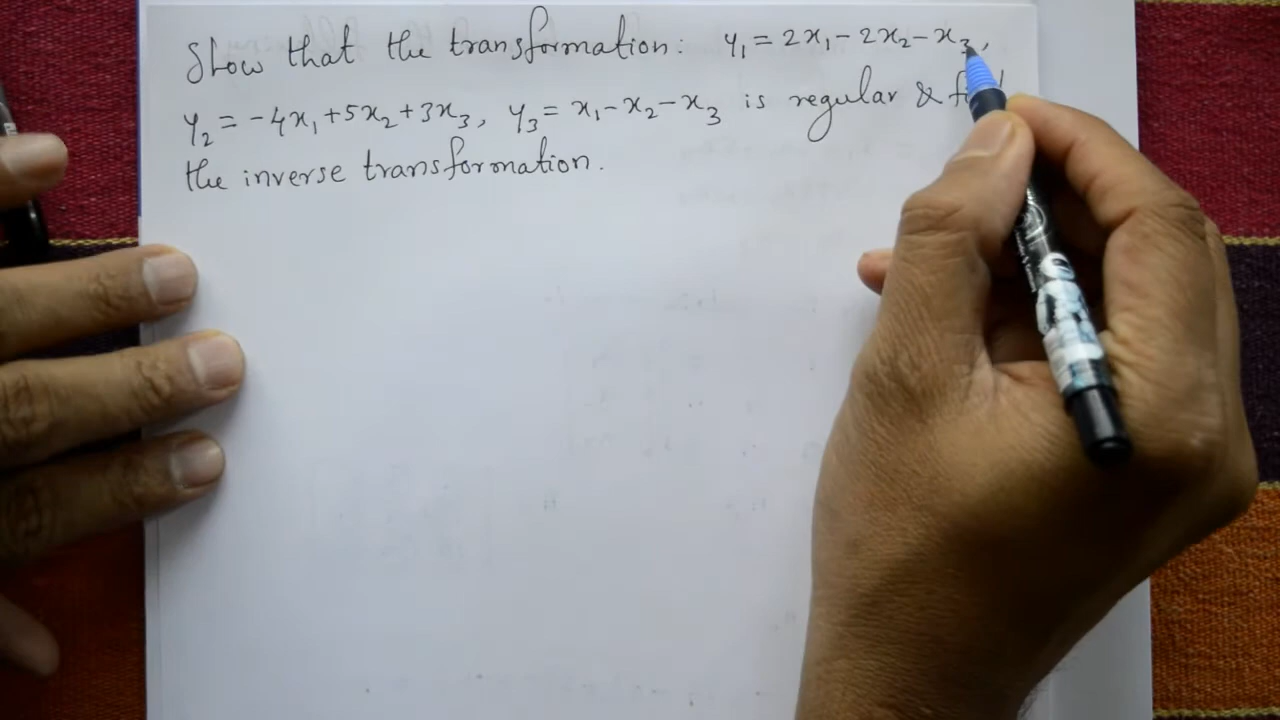 Show that the transformation: y₁ = 2x₁ - 2x₂ - x₃,
y₂ = -4x₁ + 5x₂ + 3x₃, y₃ = x₁ - x₂ - x₃ is regular &
the inverse transformation.